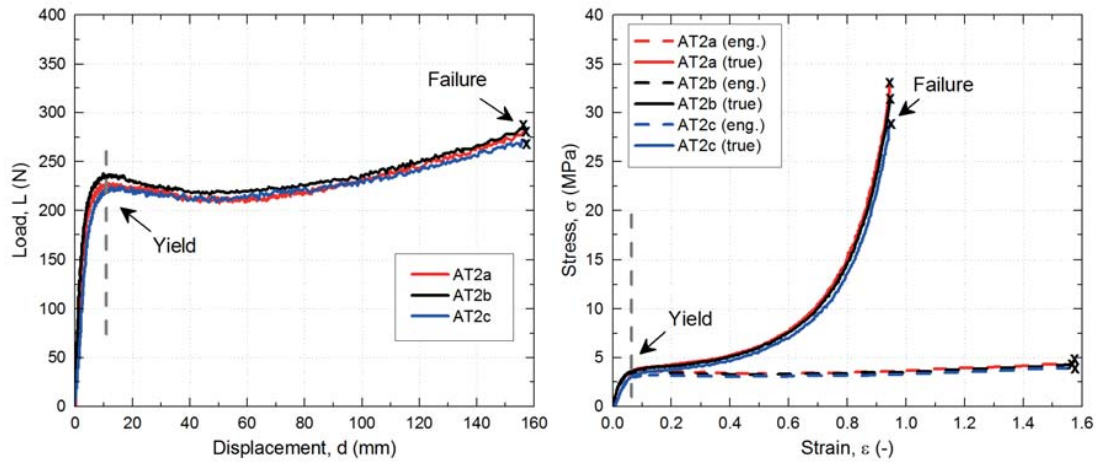 400
350
300
250
200
150
100
50
0
Load, L (N)
Failure
x
x
x
Yield
AT2a
AT2b
AT2c
0 20 40 60 80 100 120 140 160
Displacement, d (mm)
40
35
30
25
20
15
10
5
0
Stress, σ (MPa)
AT2a (eng.)
AT2a (true)
AT2b (eng.)
AT2b (true)
AT2c (eng.)
AT2c (true)
x
x
x
Failure
Yield
x
x
x
0.0 0.2 0.4 0.6 0.8 1.0 1.2 1.4 1.6
Strain, ε (-)